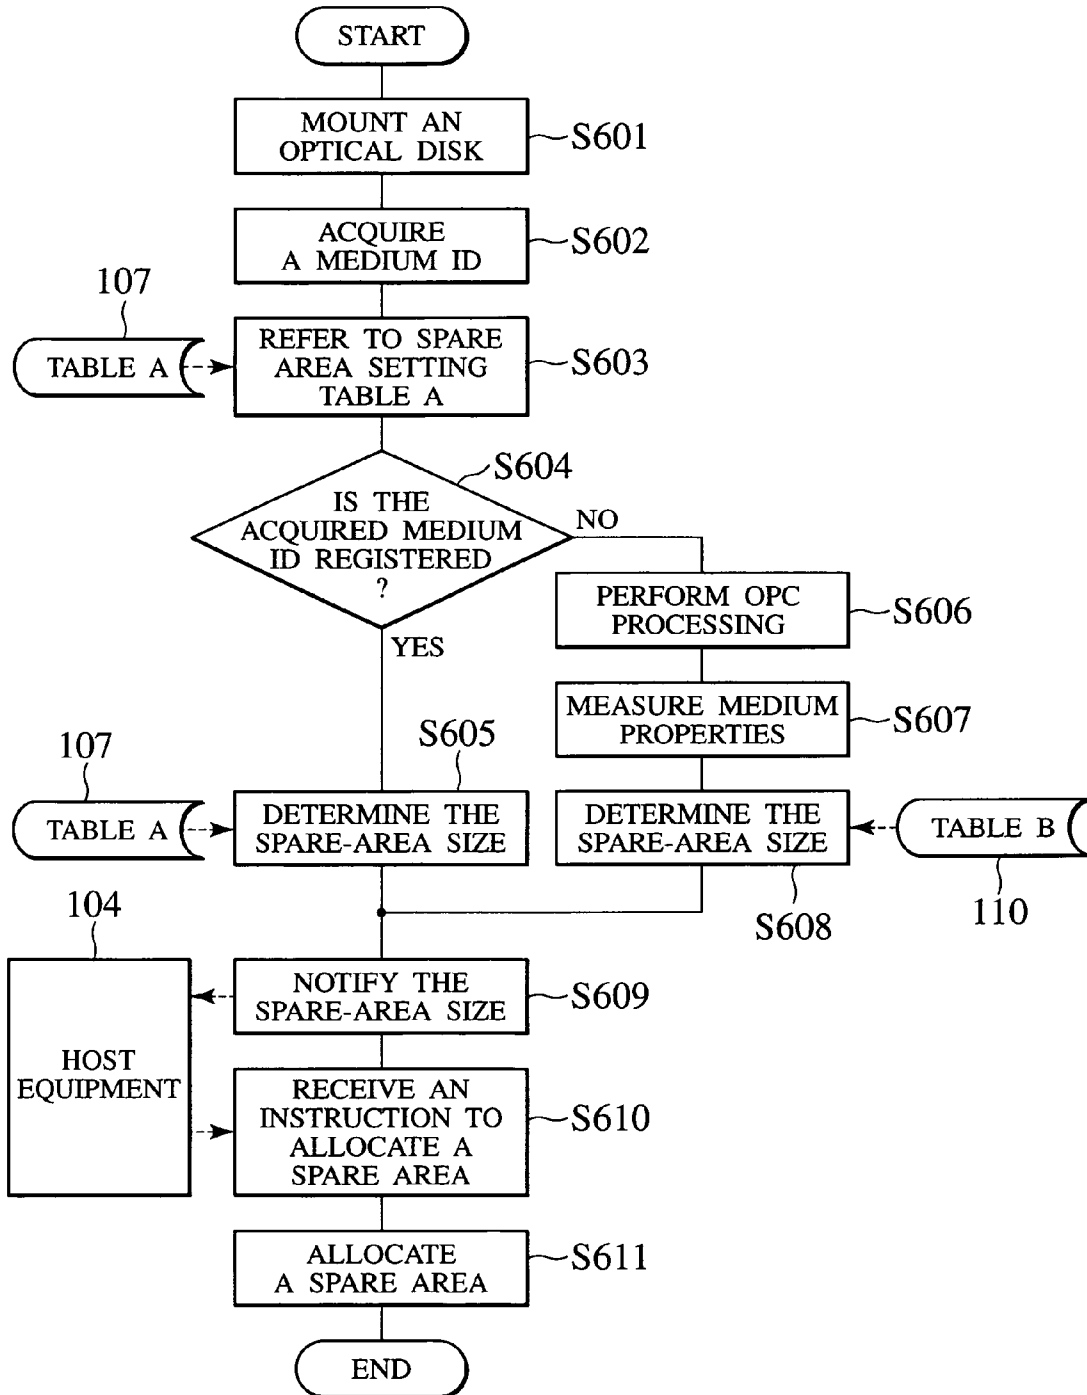 START
MOUNT AN
OPTICAL DISK
S601
ACQUIRE
A MEDIUM ID
S602
107
TABLE A
REFER TO SPARE
AREA SETTING
TABLE A
S603
S604
IS THE
ACQUIRED MEDIUM
ID REGISTERED
?
NO
YES
PERFORM OPC
PROCESSING
S606
MEASURE MEDIUM
PROPERTIES
S607
S605
107
TABLE A
DETERMINE THE
SPARE-AREA SIZE
DETERMINE THE
SPARE-AREA SIZE
TABLE B
110
S608
104
HOST
EQUIPMENT
NOTIFY THE
SPARE-AREA SIZE
S609
RECEIVE AN
INSTRUCTION TO
ALLOCATE A
SPARE AREA
S610
ALLOCATE
A SPARE AREA
S611
END